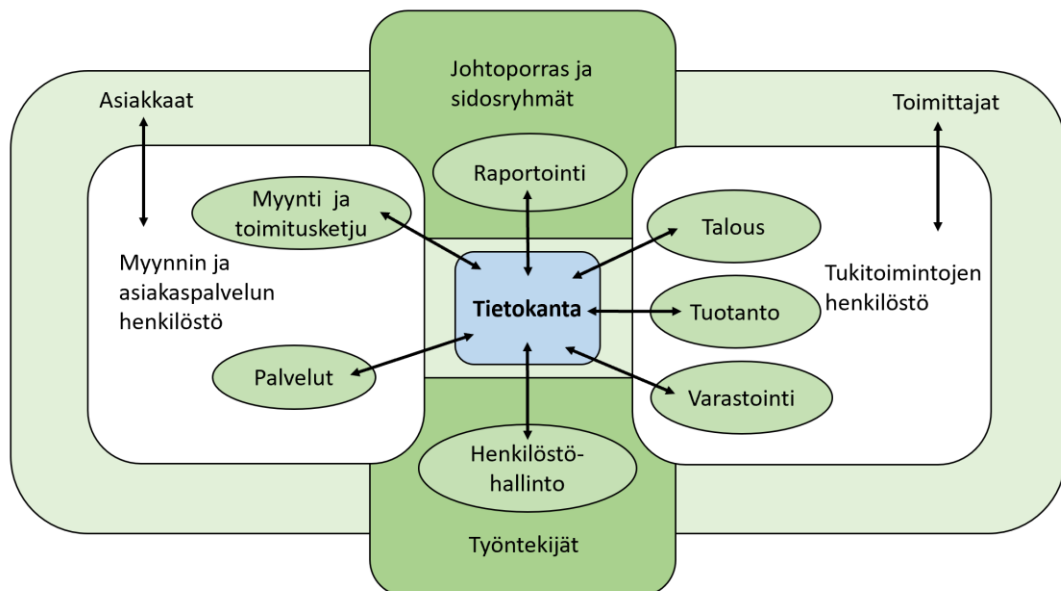 Johtoporras ja
sidosryhmät
Asiakkaat
Toimittajat
Raportointi
Myynti ja
toimitusketju
Talous
Myynnin ja
asiakaspalvelun
henkilöstö
Tukitoimintojen
henkilöstö
Tietokanta
Tuotanto
Palvelut
Varastointi
Henkilöstö-
hallinto
Työntekijät